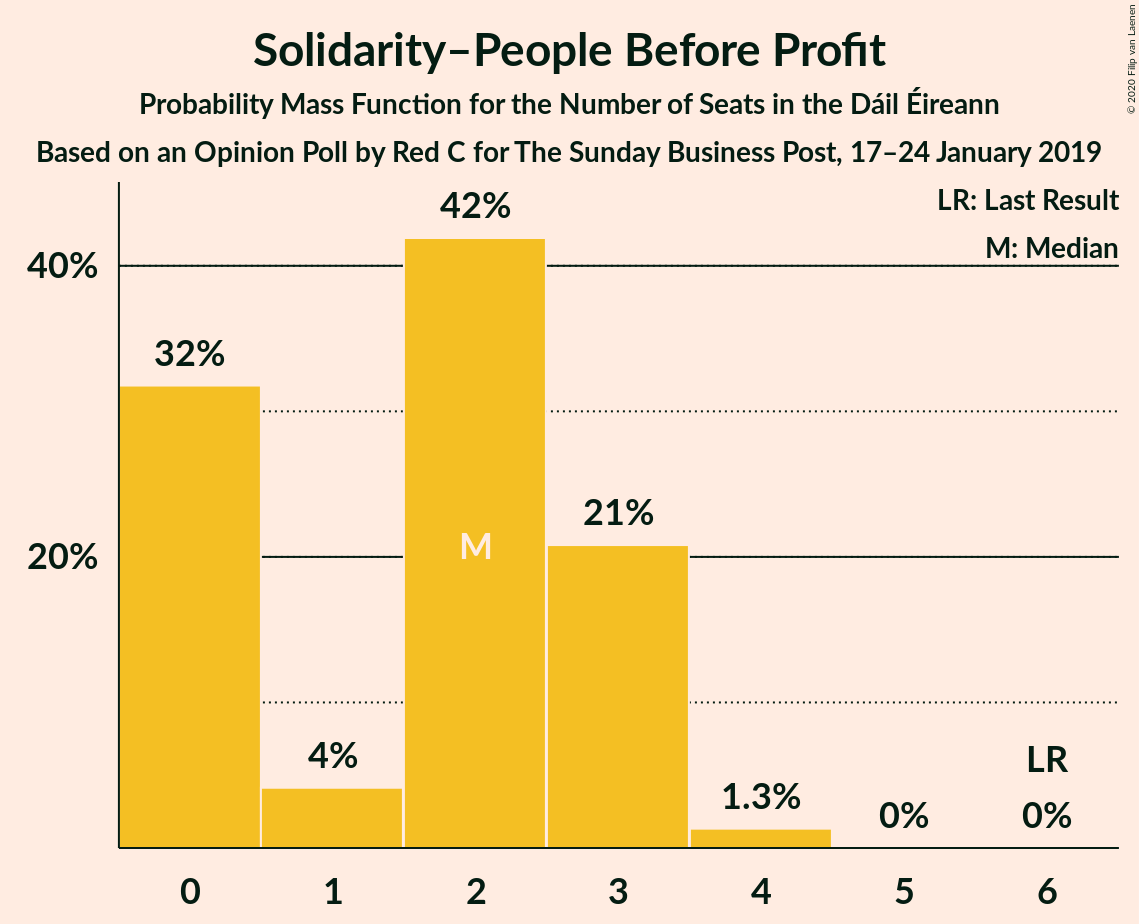 Solidarity–People Before Profit
Probability Mass Function for the Number of Seats in the Dáil Éireann
Based on an Opinion Poll by Red C for The Sunday Business Post, 17–24 January 2019
© 2020 Filip van Laenen
LR: Last Result
M: Median
42%
40%
32%
21%
M
20%
4%
1.3%
LR
0%
0%
0 1 2 3 4 5 6